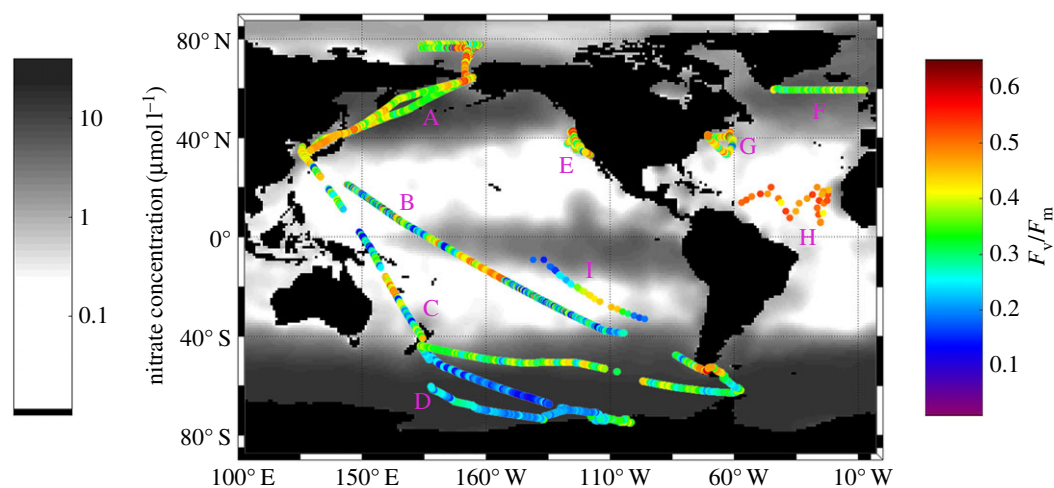 nitrate concentration (µmol l⁻¹)
10
1
0.1
80° N
40° N
0°
40° S
80° S
100° E
150° E
160° W
110° W
60° W
10° W
A
B
C
D
E
F
G
H
I
Fv/Fm
0.6
0.5
0.4
0.3
0.2
0.1